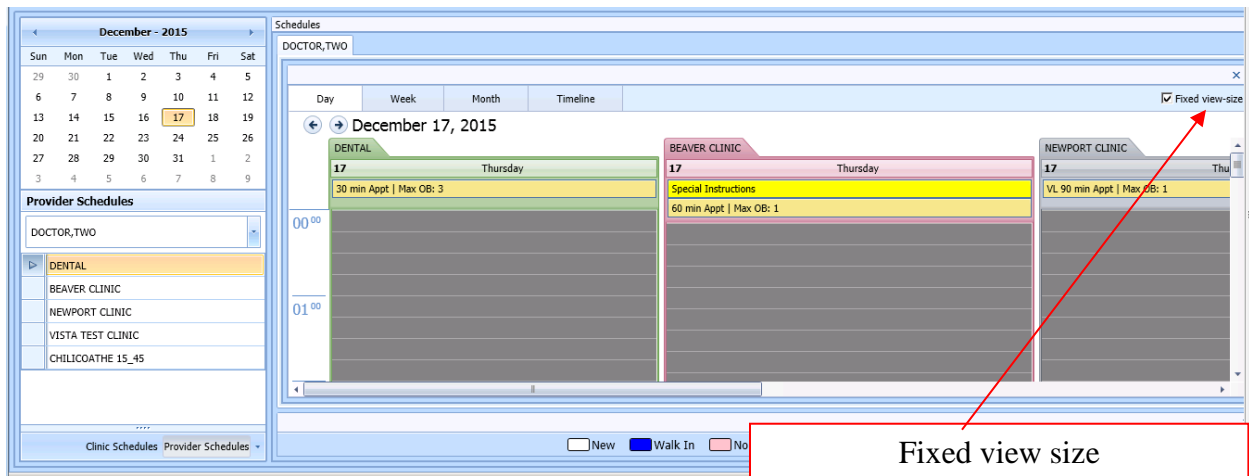 December - 2015
Sun Mon Tue Wed Thu Fri Sat
29 30 1 2 3 4 5
6 7 8 9 10 11 12
13 14 15 16 17 18 19
20 21 22 23 24 25 26
27 28 29 30 31 1 2
3 4 5 6 7 8 9
Provider Schedules
DOCTOR,TWO
DENTAL
BEAVER CLINIC
NEWPORT CLINIC
VISTA TEST CLINIC
CHILICOATHE 15_45
Clinic Schedules Provider Schedules
Schedules
DOCTOR,TWO
Day Week Month Timeline Fixed view-size
December 17, 2015
DENTAL BEAVER CLINIC NEWPORT CLINIC
17 Thursday 17 Thursday 17 Thu
30 min Appt | Max OB: 3 Special Instructions VL 90 min Appt | Max OB: 1
60 min Appt | Max OB: 1
00 00
01 00
New Walk In No
Fixed view size